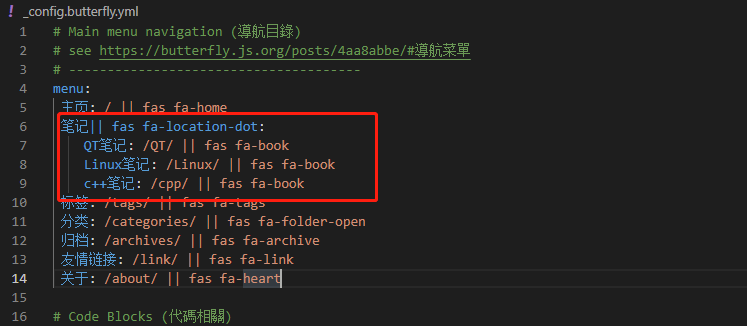 ! _config.butterfly.yml
1 # Main menu navigation (導航目錄)
2 # see https://butterfly.js.org/posts/4aa8abbe/#導航菜單
3 # --------------------------------------
4 menu:
5 主页: / || fas fa-home
6 笔记|| fas fa-location-dot:
7 QT笔记: /QT/ || fas fa-book
8 Linux笔记: /Linux/ || fas fa-book
9 c++笔记: /cpp/ || fas fa-book
10 标签: /tags/ || fas fa-tags
11 分类: /categories/ || fas fa-folder-open
12 归档: /archives/ || fas fa-archive
13 友情链接: /link/ || fas fa-link
14 关于: /about/ || fas fa-heart
15
16 # Code Blocks (代碼相關)